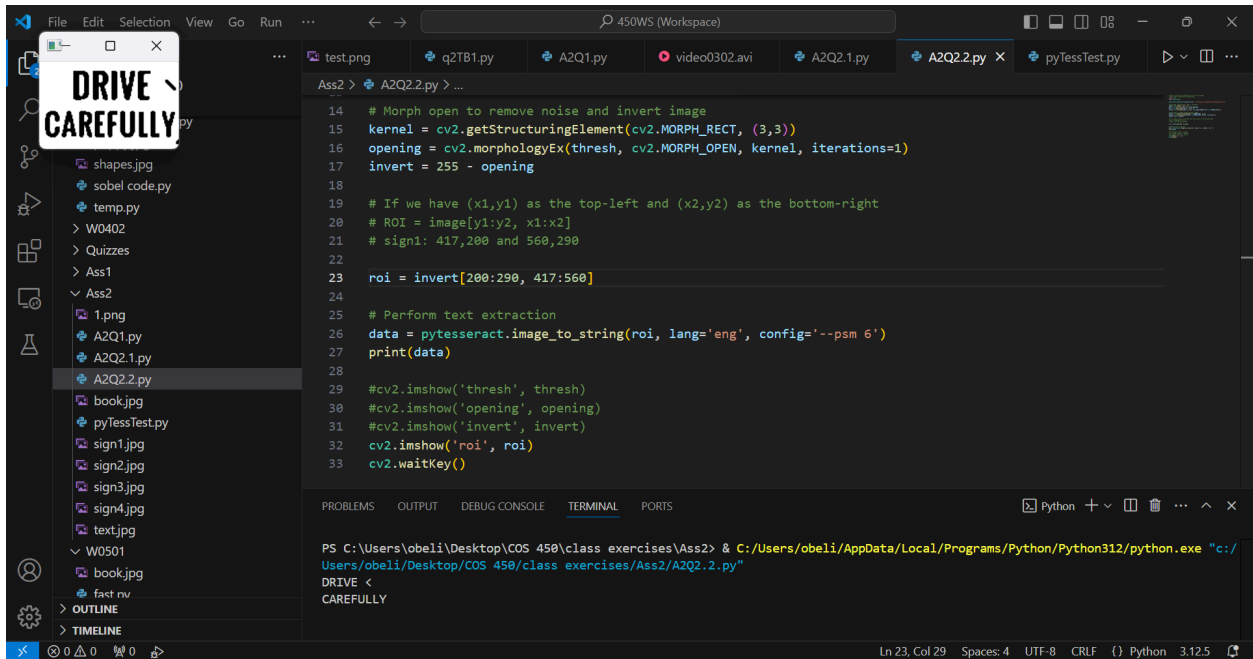 File Edit Selection View Go Run ··· 450WS (Workspace)
DRIVE
CAREFULLY
test.png q2TB1.py A2Q1.py video0302.avi A2Q2.1.py A2Q2.2.py pyTessTest.py
Ass2 > A2Q2.2.py > ...
py
shapes.jpg
sobel code.py
temp.py
> W0402
> Quizzes
> Ass1
Ass2
1.png
A2Q1.py
A2Q2.1.py
A2Q2.2.py
book.jpg
pyTessTest.py
sign1.jpg
sign2.jpg
sign3.jpg
sign4.jpg
text.jpg
W0501
book.jpg
fast.py
> OUTLINE
> TIMELINE
14 # Morph open to remove noise and invert image
15 kernel = cv2.getStructuringElement(cv2.MORPH_RECT, (3,3))
16 opening = cv2.morphologyEx(thresh, cv2.MORPH_OPEN, kernel, iterations=1)
17 invert = 255 - opening
18
19 # If we have (x1,y1) as the top-left and (x2,y2) as the bottom-right
20 # ROI = image[y1:y2, x1:x2]
21 # sign1: 417,200 and 560,290
22
23 roi = invert[200:290, 417:560]
24
25 # Perform text extraction
26 data = pytesseract.image_to_string(roi, lang='eng', config='--psm 6')
27 print(data)
28
29 #cv2.imshow('thresh', thresh)
30 #cv2.imshow('opening', opening)
31 #cv2.imshow('invert', invert)
32 cv2.imshow('roi', roi)
33 cv2.waitKey()
PROBLEMS OUTPUT DEBUG CONSOLE TERMINAL PORTS Python
PS C:\Users\obeli\Desktop\COS 450\class exercises\Ass2> & C:/Users/obeli/AppData/Local/Programs/Python/Python312/python.exe "c:/
Users/obeli/Desktop/COS 450/class exercises/Ass2/A2Q2.2.py"
DRIVE <
CAREFULLY
0 0 0 Ln 23, Col 29 Spaces: 4 UTF-8 CRLF {} Python 3.12.5